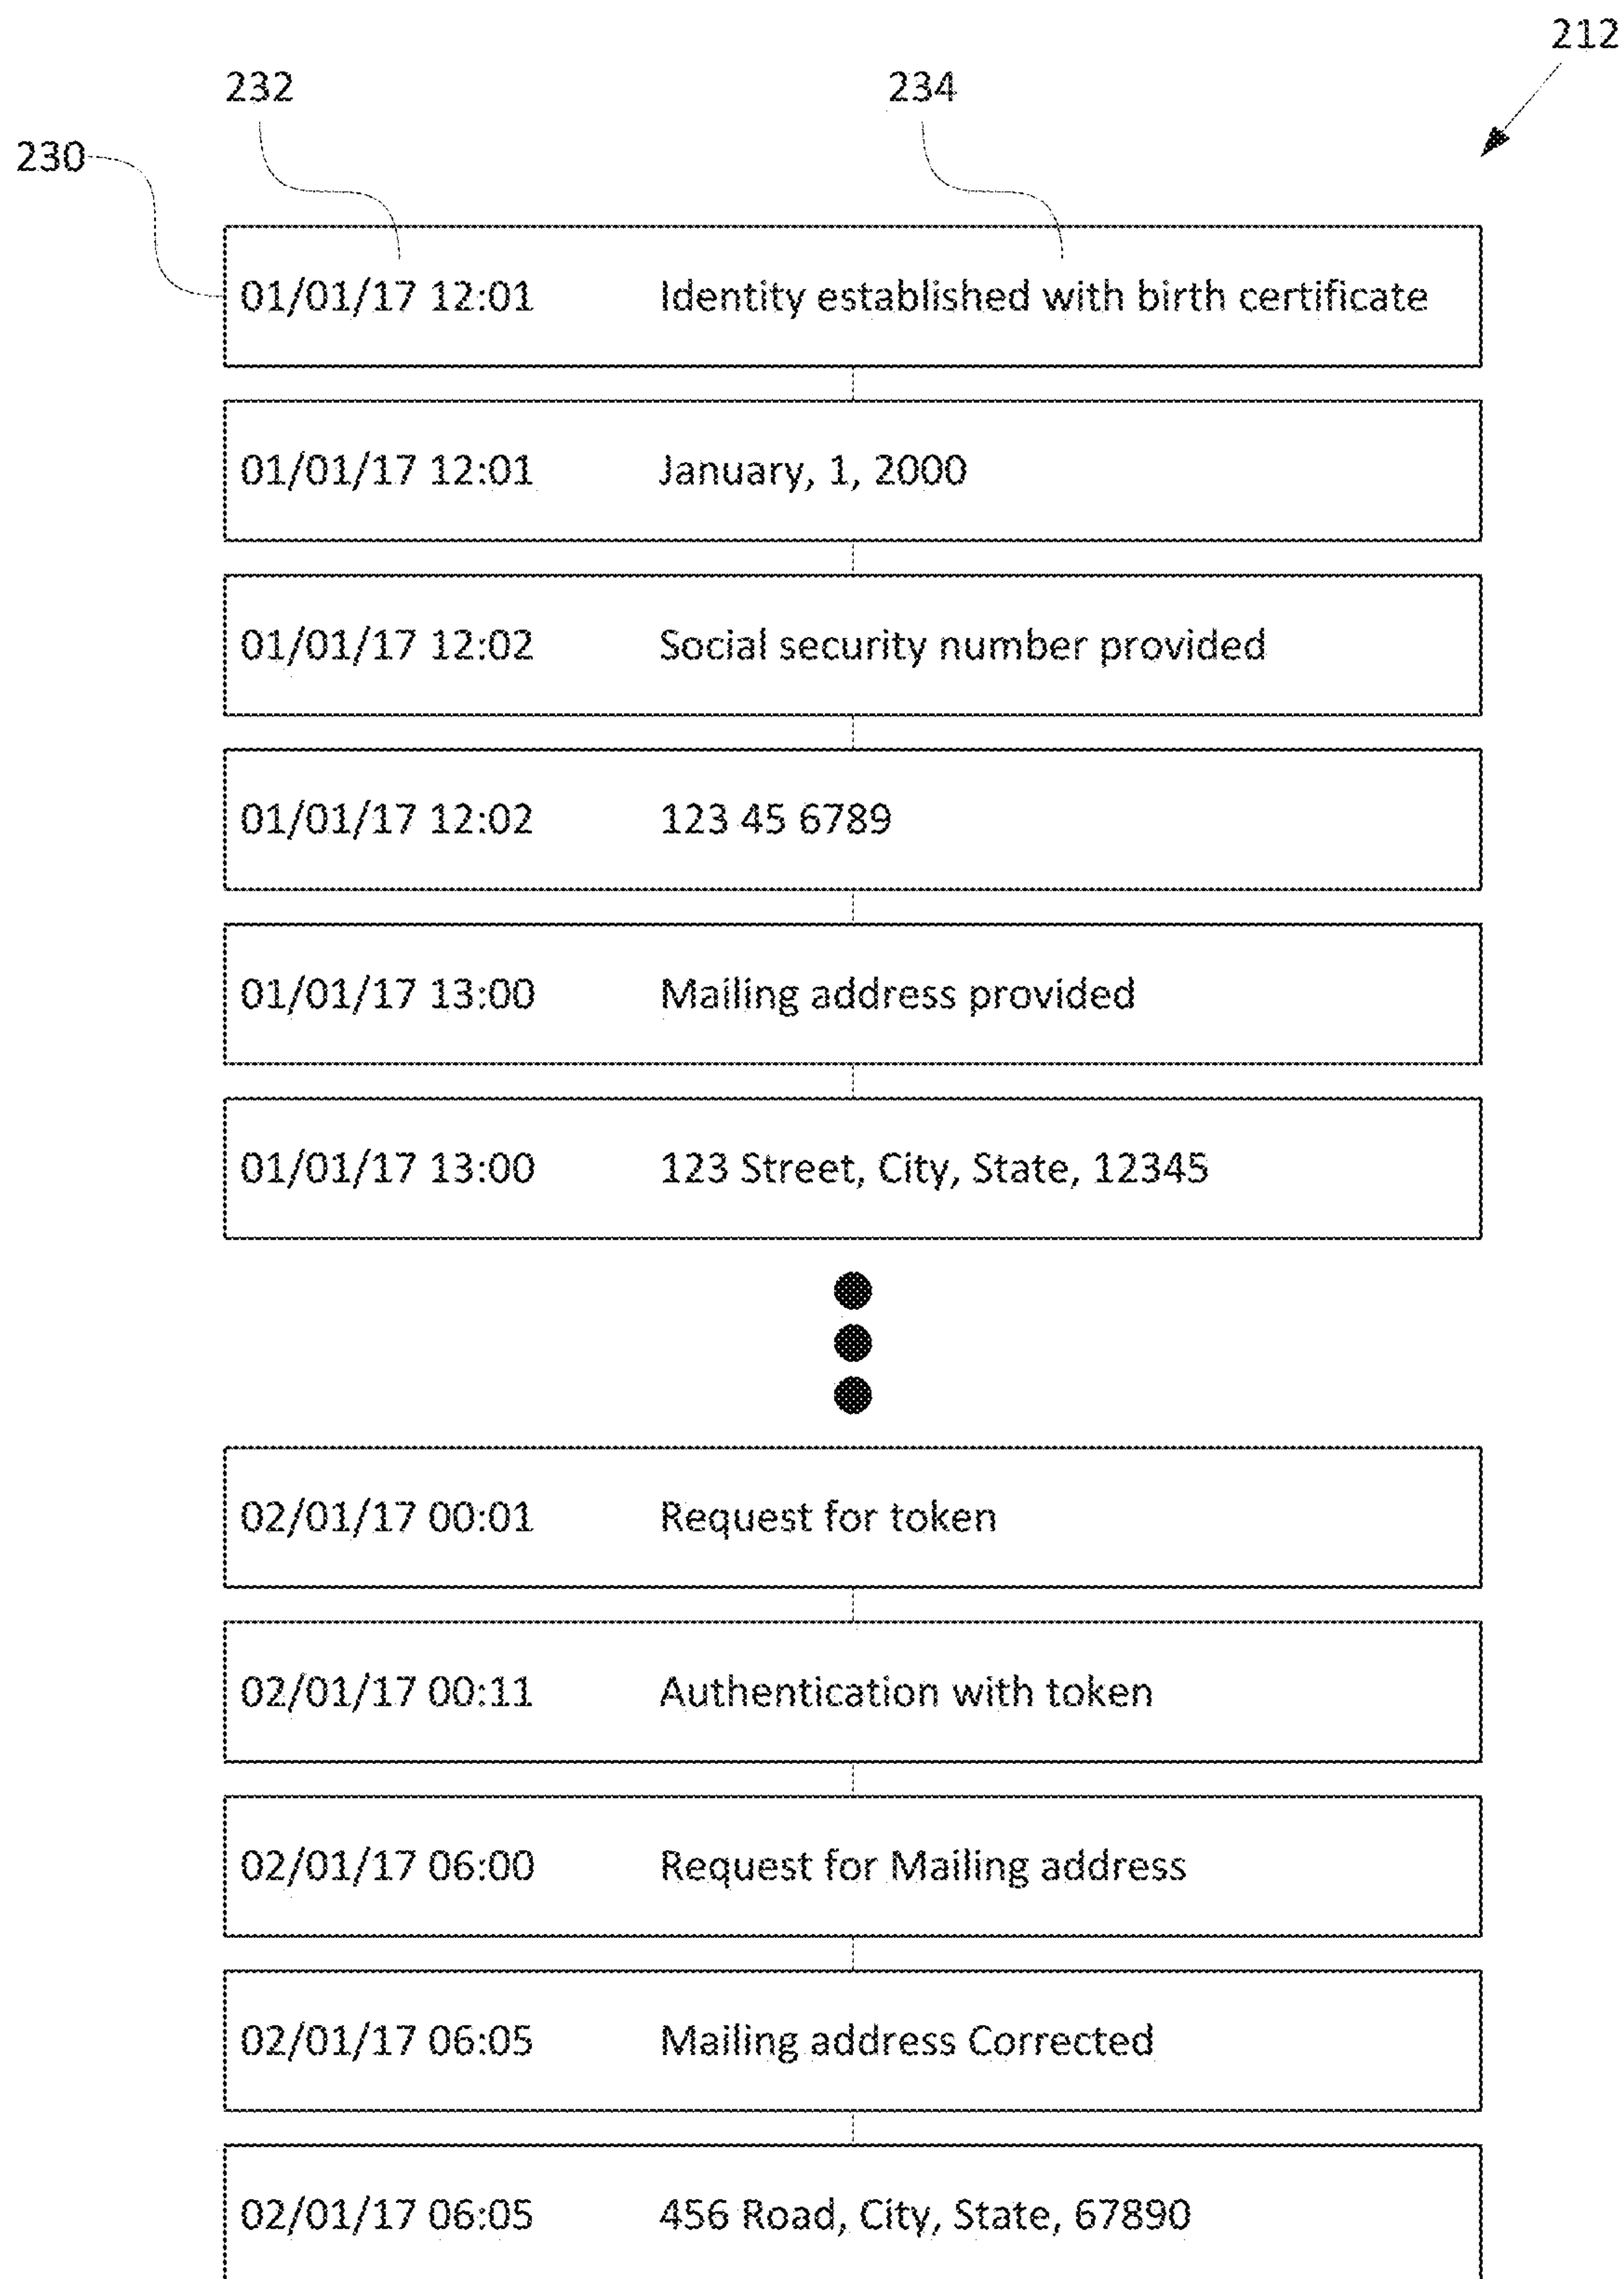 212
232 234
230
01/01/17 12:01 Identity established with birth certificate
01/01/17 12:01 January, 1, 2000
01/01/17 12:02 Social security number provided
01/01/17 12:02 123 45 6789
01/01/17 13:00 Mailing address provided
01/01/17 13:00 123 Street, City, State, 12345
02/01/17 00:01 Request for token
02/01/17 00:11 Authentication with token
02/01/17 06:00 Request for Mailing address
02/01/17 06:05 Mailing address Corrected
02/01/17 06:05 456 Road, City, State, 67890